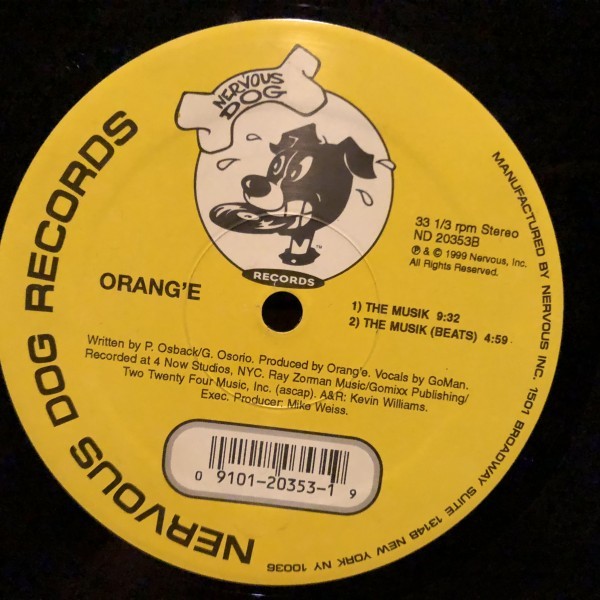 NERVOUS
DOG
RECORDS
™
NERVOUS DOG RECORDS
ORANG'E
33 1/3 rpm Stereo
ND 20353B
℗ & © 1999 Nervous, Inc.
All Rights Reserved.
1) THE MUSIK 9:32
2) THE MUSIK (BEATS) 4:59
Written by P. Osback/G. Osorio. Produced by Orang'e. Vocals by GoMan.
Recorded at 4 Now Studios, NYC. Ray Zorman Music/Gomixx Publishing/
Two Twenty Four Music, Inc. (ascap). A&R: Kevin Williams.
Exec. Producer: Mike Weiss.
0 9101-20353-1 9
MANUFACTURED BY NERVOUS INC. 1501 BROADWAY SUITE 1314B NEW YORK NY 10036